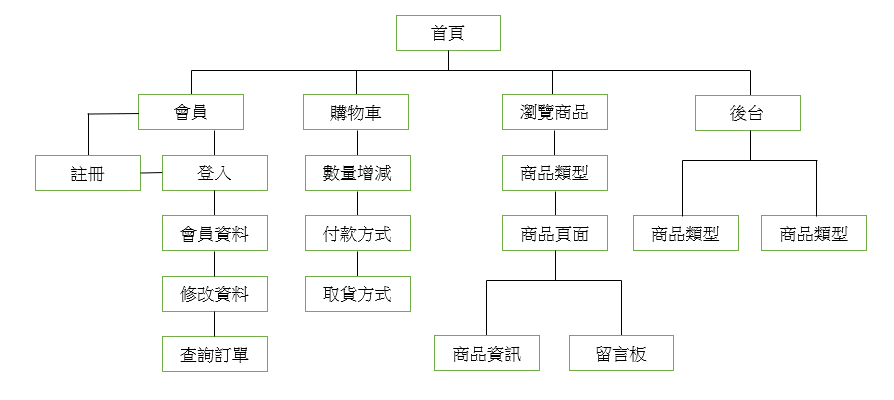 首頁
會員
購物車
瀏覽商品
後台
註冊
登入
數量增減
商品類型
會員資料
付款方式
商品頁面
商品類型
商品類型
修改資料
取貨方式
查詢訂單
商品資訊
留言板